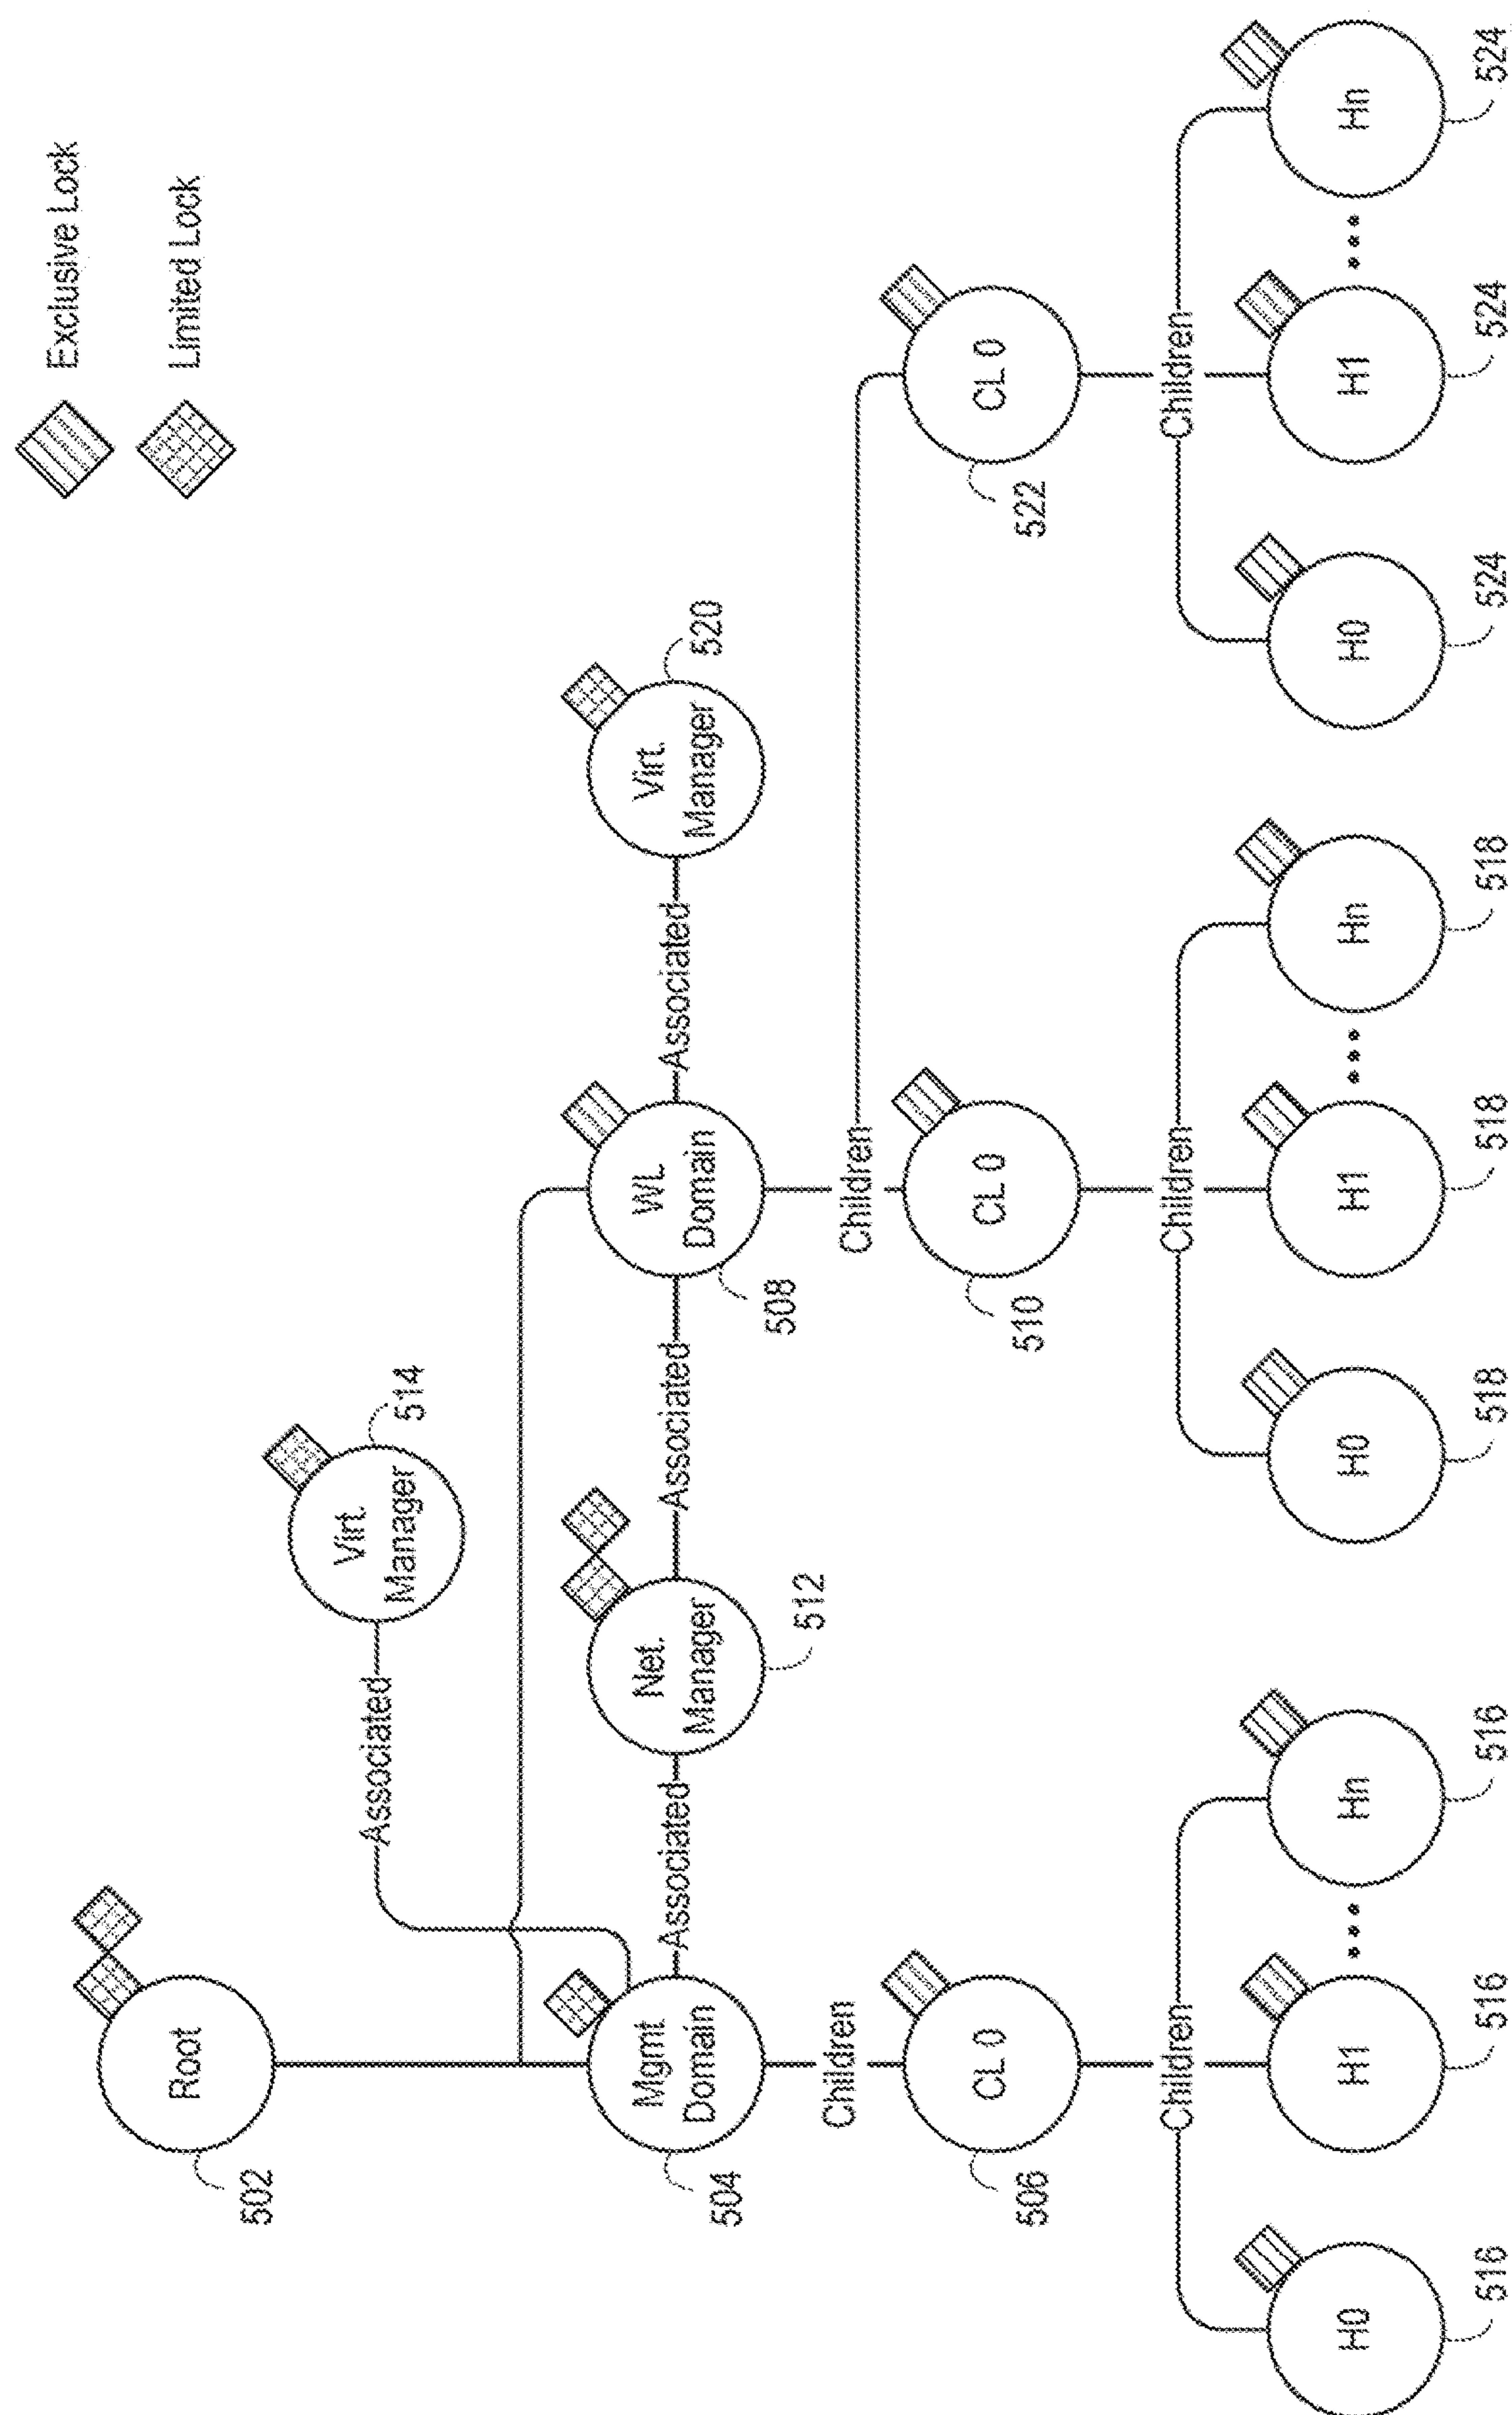 Exclusive Lock
Limited Lock
Root
502
Associated
Virt.
Manager
514
Mgmt
Domain
504
Associated
Net.
Manager
512
Associated
WL
Domain
508
Associated
Virt.
Manager
520
Children
Children
CL 0
506
CL 0
510
CL 0
522
Children
Children
Children
H0
H1
...
Hn
H0
H1
...
Hn
H0
H1
...
Hn
516
516
516
518
518
518
524
524
524